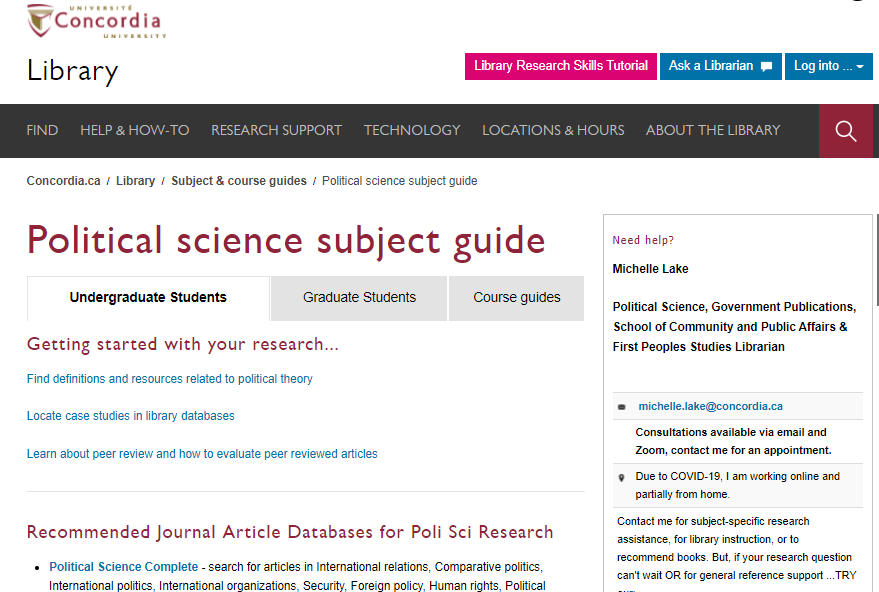 UNIVERSITÉ
Concordia
UNIVERSITY
Library
Library Research Skills Tutorial
Ask a Librarian
Log into ...
FIND
HELP & HOW-TO
RESEARCH SUPPORT
TECHNOLOGY
LOCATIONS & HOURS
ABOUT THE LIBRARY
Concordia.ca / Library / Subject & course guides / Political science subject guide
Political science subject guide
Undergraduate Students
Graduate Students
Course guides
Getting started with your research...
Find definitions and resources related to political theory
Locate case studies in library databases
Learn about peer review and how to evaluate peer reviewed articles
Recommended Journal Article Databases for Poli Sci Research
• Political Science Complete - search for articles in International relations, Comparative politics,
International politics, International organizations, Security, Foreign policy, Human rights, Political
Need help?
Michelle Lake
Political Science, Government Publications,
School of Community and Public Affairs &
First Peoples Studies Librarian
michelle.lake@concordia.ca
Consultations available via email and
Zoom, contact me for an appointment.
Due to COVID-19, I am working online and
partially from home.
Contact me for subject-specific research
assistance, for library instruction, or to
recommend books. But, if your research question
can't wait OR for general reference support ...TRY